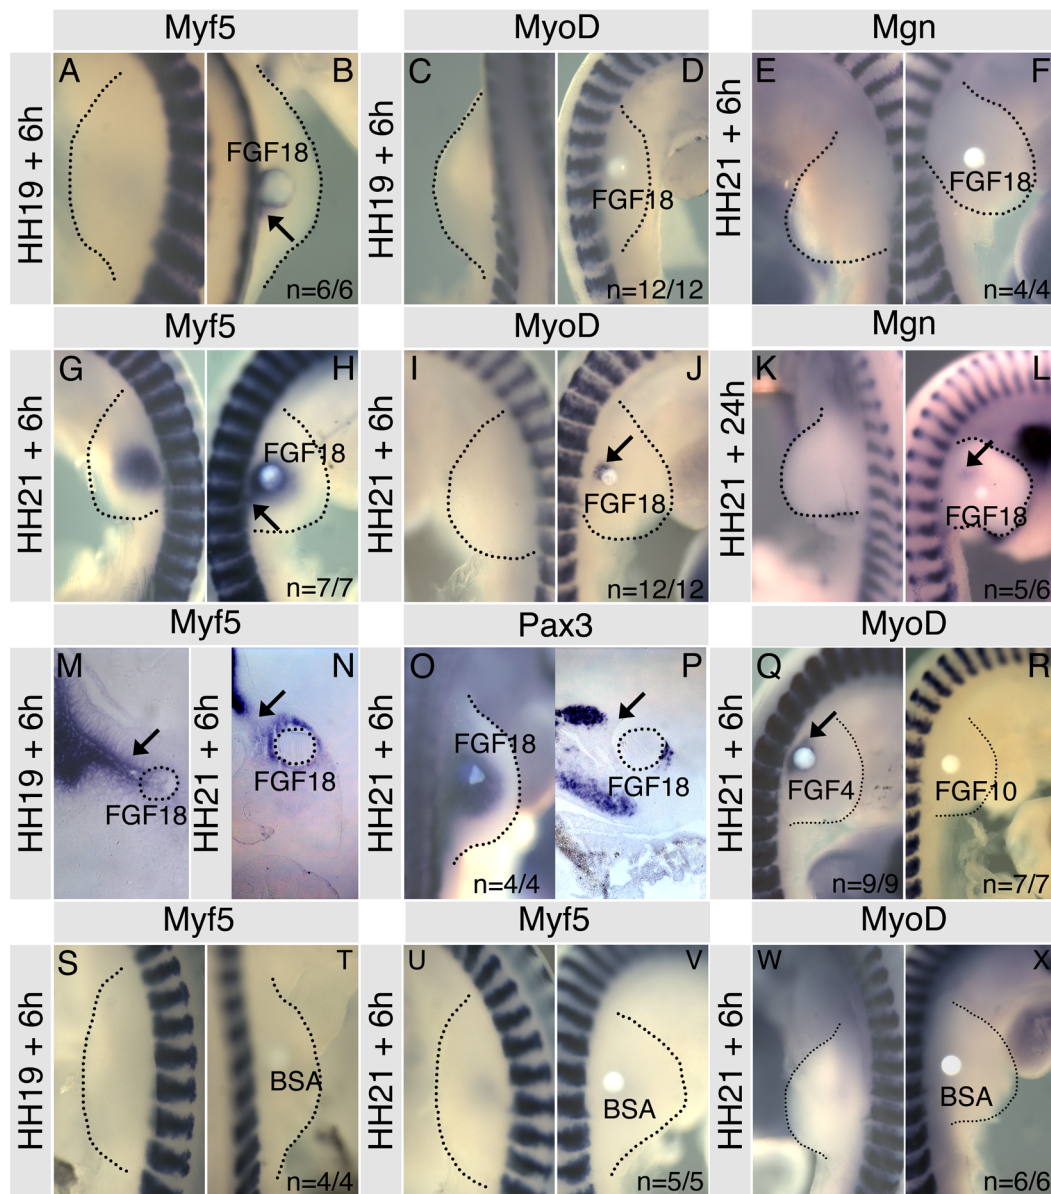 Myf5 MyoD Mgn
HH19 + 6h
A B
FGF18
n=6/6
HH19 + 6h
C D
FGF18
n=12/12
HH21 + 6h
E F
FGF18
n=4/4
Myf5 MyoD Mgn
HH21 + 6h
G H
FGF18
n=7/7
HH21 + 6h
I J
FGF18
n=12/12
HH21 + 24h
K L
FGF18
n=5/6
Myf5 Pax3 MyoD
HH19 + 6h
M
FGF18
HH21 + 6h
N
FGF18
HH21 + 6h
O P
FGF18 FGF18
n=4/4
HH21 + 6h
Q R
FGF4 FGF10
n=9/9 n=7/7
Myf5 Myf5 MyoD
HH19 + 6h
S T
BSA
n=4/4
HH21 + 6h
U V
BSA
n=5/5
HH21 + 6h
W X
BSA
n=6/6